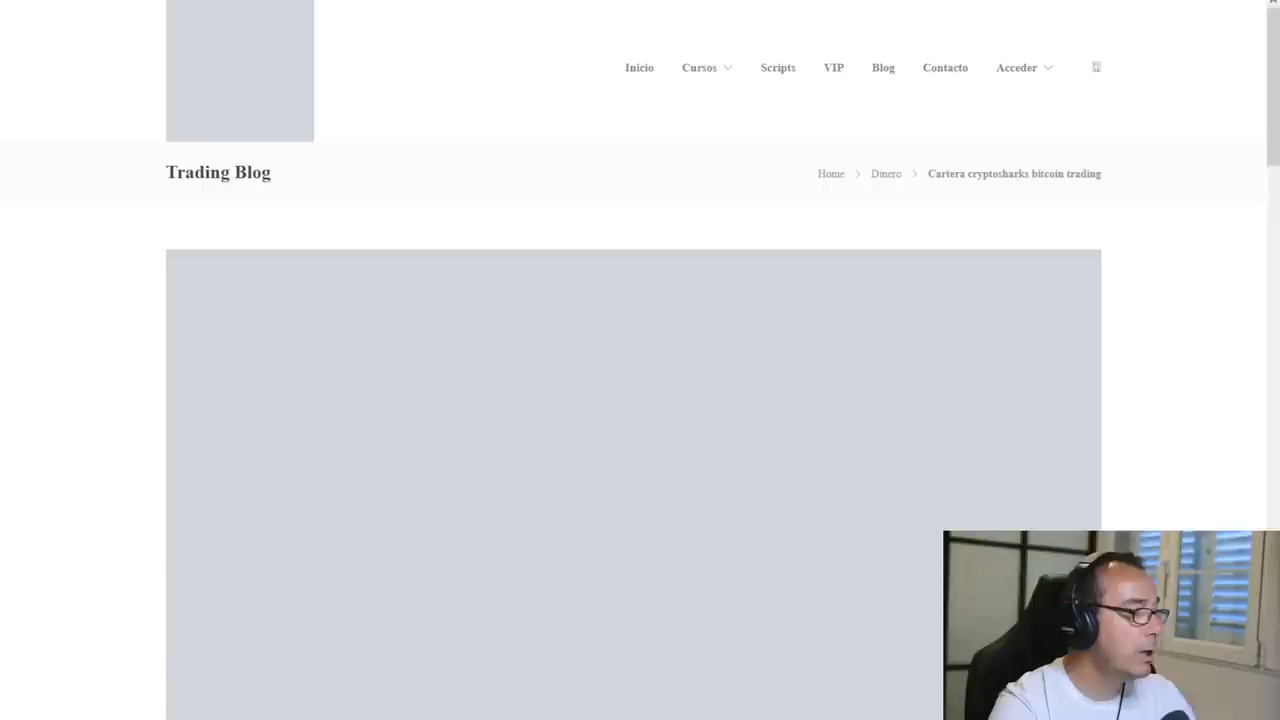 Inicio Cursos Scripts VIP Blog Contacto Acceder
Trading Blog
Home Dinero Cartera cryptosharks bitcoin trading